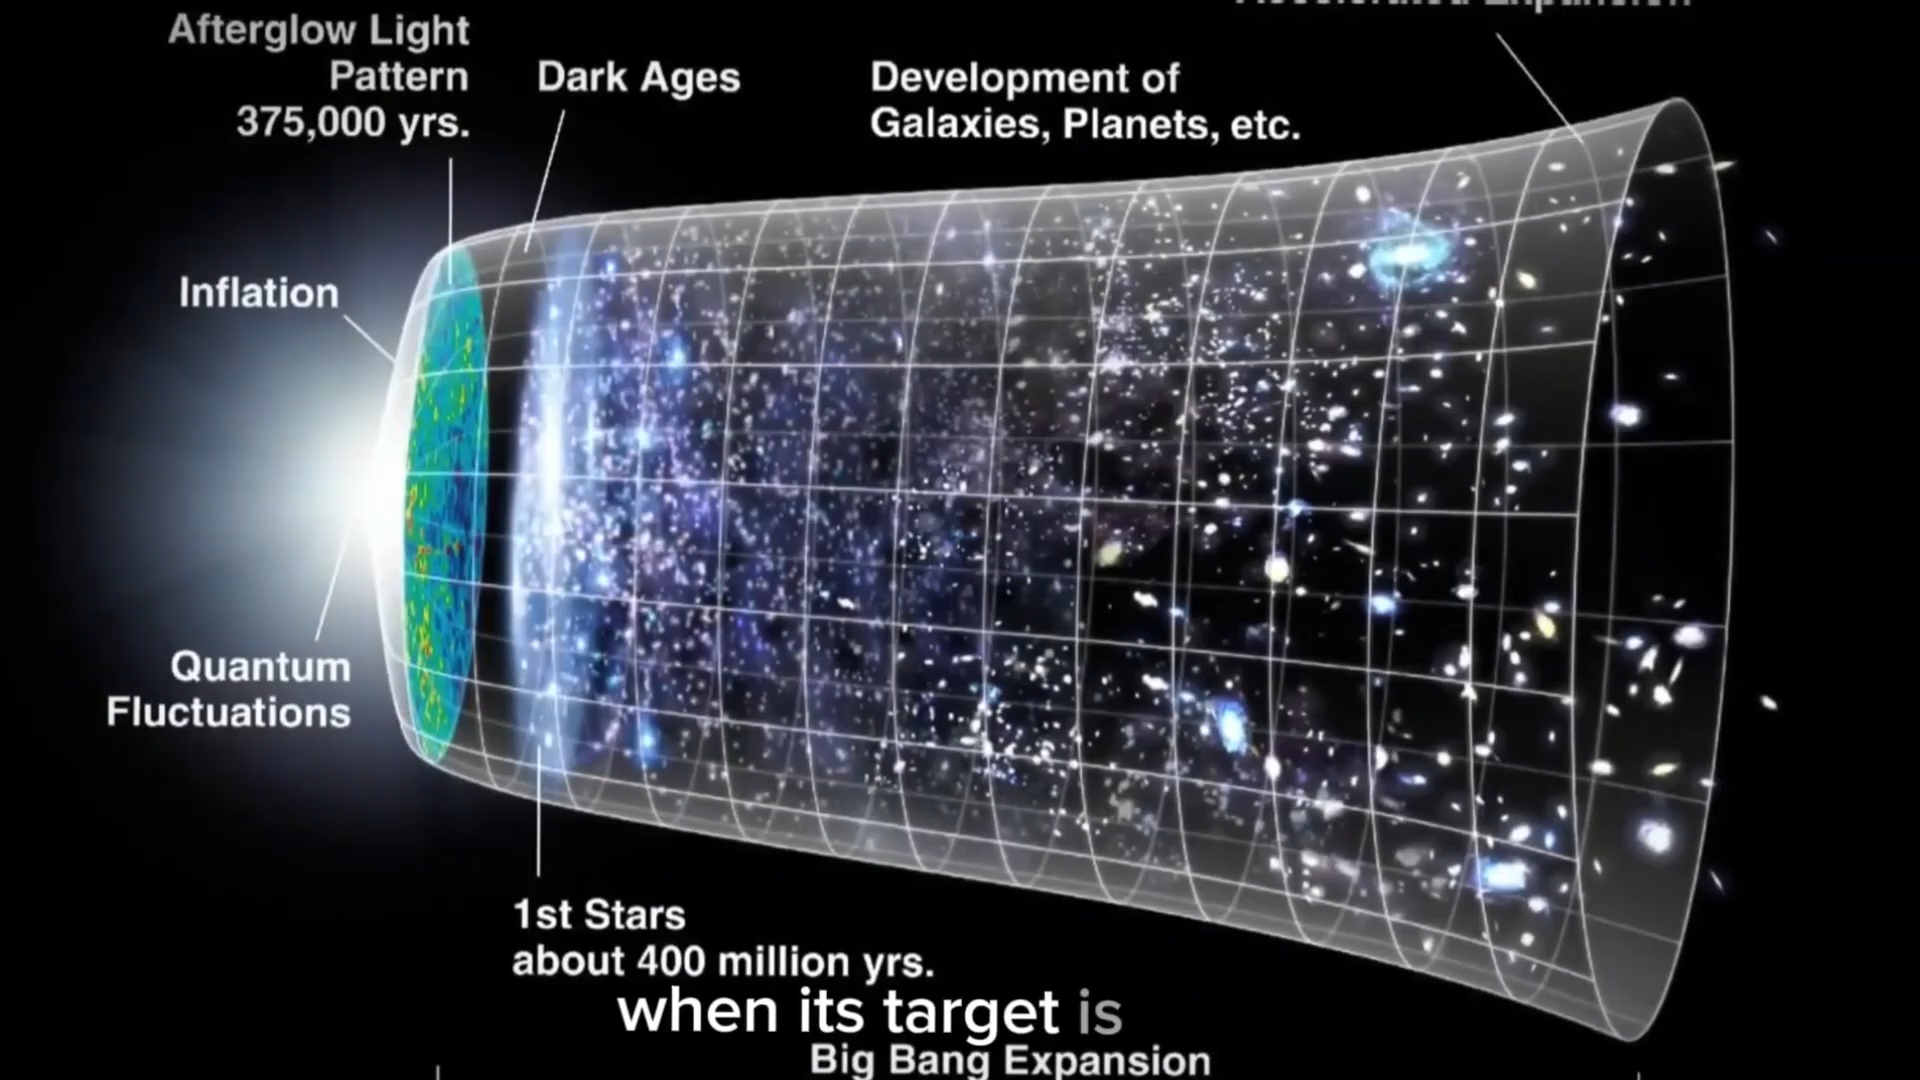 Afterglow Light
Pattern
375,000 yrs.
Dark Ages
Development of
Galaxies, Planets, etc.
Inflation
Quantum
Fluctuations
1st Stars
about 400 million yrs.
when its target is
Big Bang Expansion